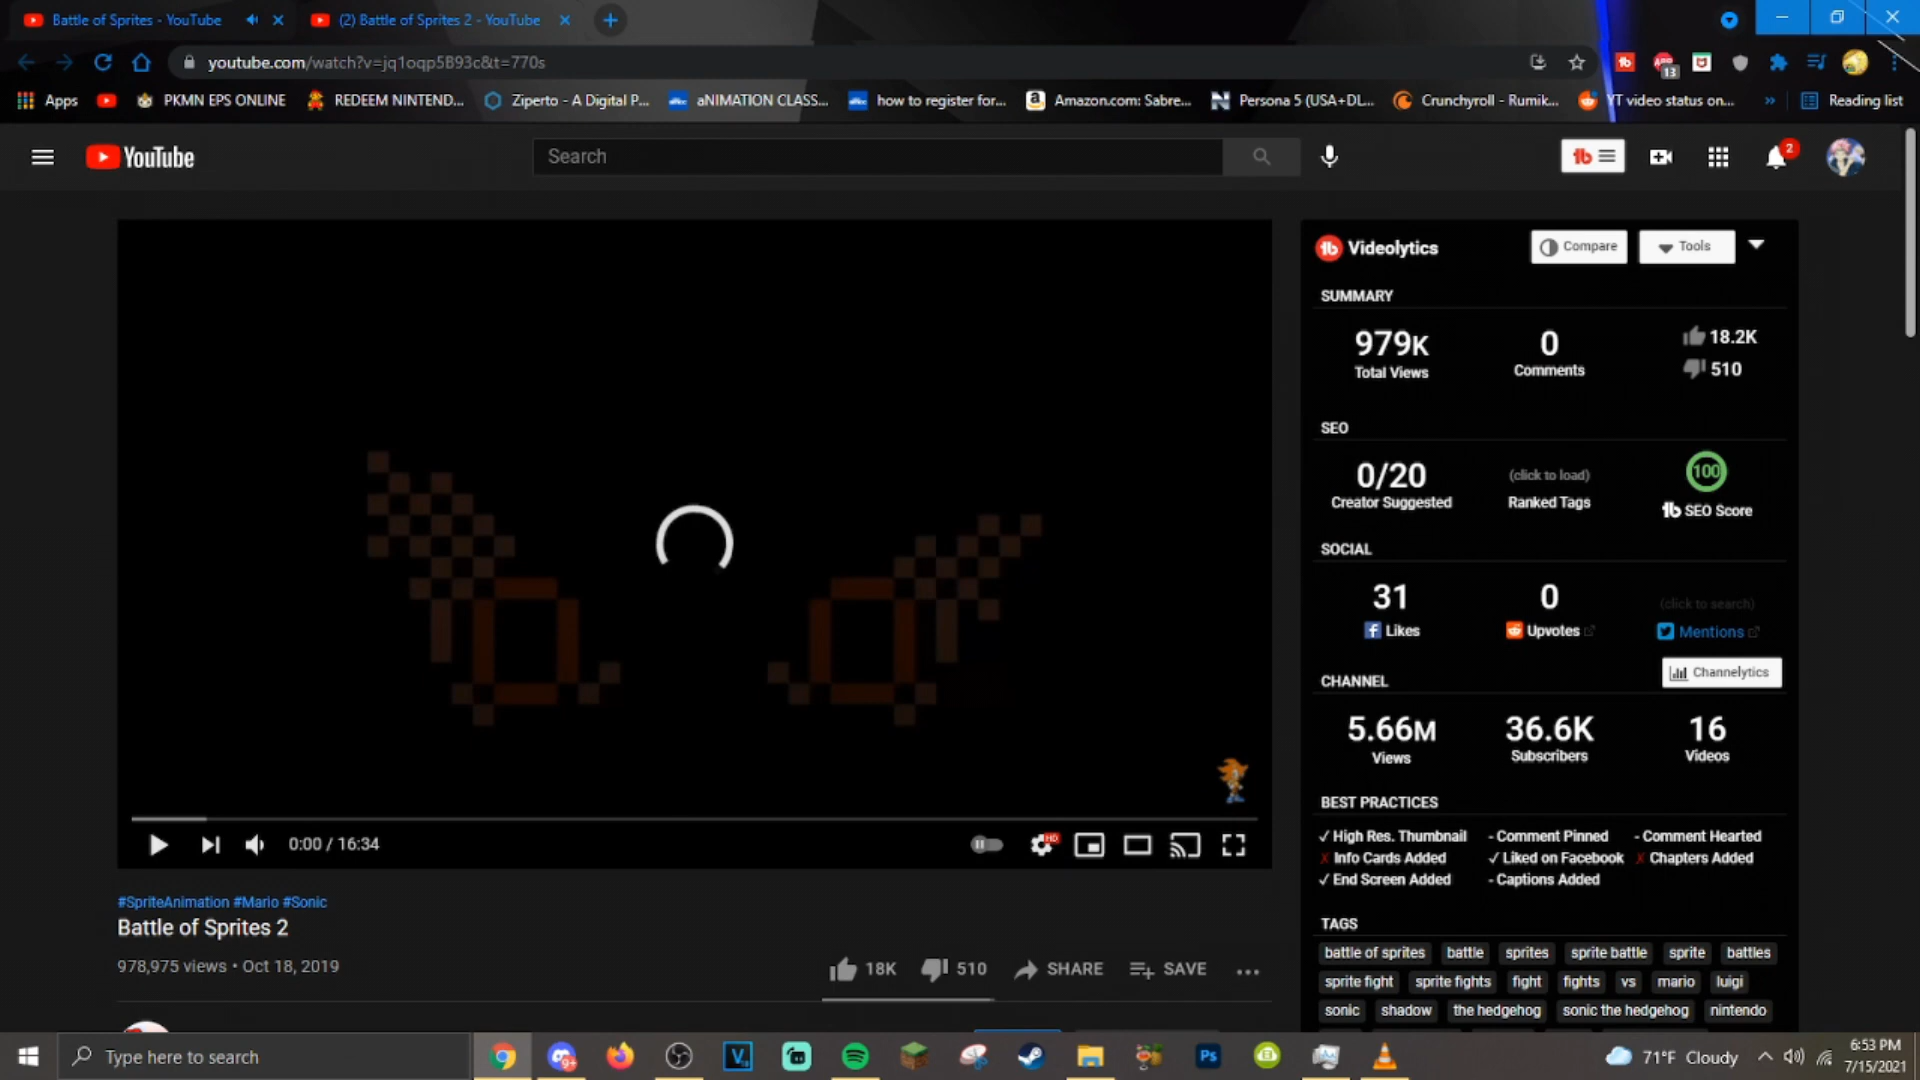 Battle of Sprites - YouTube
(2) Battle of Sprites 2 - YouTube
youtube.com/watch?v=jq1oqp5B93c&t=770s
13
Apps
PKMN EPS ONLINE
REDEEM NINTEND...
Ziperto - A Digital P...
aNIMATION CLASS...
how to register for...
Amazon.com: Sabre...
Persona 5 (USA+DL...
Crunchyroll - Rumik...
YT video status on...
»
Reading list
YouTube
Search
2
Videolytics
Compare
Tools
SUMMARY
979K
Total Views
0
Comments
18.2K
510
SEO
0/20
Creator Suggested
(click to load)
Ranked Tags
100
SEO Score
SOCIAL
31
Likes
0
Upvotes
(click to search)
Mentions
CHANNEL
Channelytics
5.66M
Views
36.6K
Subscribers
16
Videos
BEST PRACTICES
✓ High Res. Thumbnail - Comment Pinned - Comment Hearted
✗ Info Cards Added ✓ Liked on Facebook ✗ Chapters Added
✓ End Screen Added - Captions Added
TAGS
battle of sprites battle sprites sprite battle sprite battles
sprite fight sprite fights fight fights vs mario luigi
sonic shadow the hedgehog sonic the hedgehog nintendo
0:00 / 16:34
HD
#SpriteAnimation #Mario #Sonic
Battle of Sprites 2
978,975 views • Oct 18, 2019
18K
510
SHARE
SAVE
Type here to search
9+
V
Ps
71°F Cloudy
6:53 PM
7/15/2021